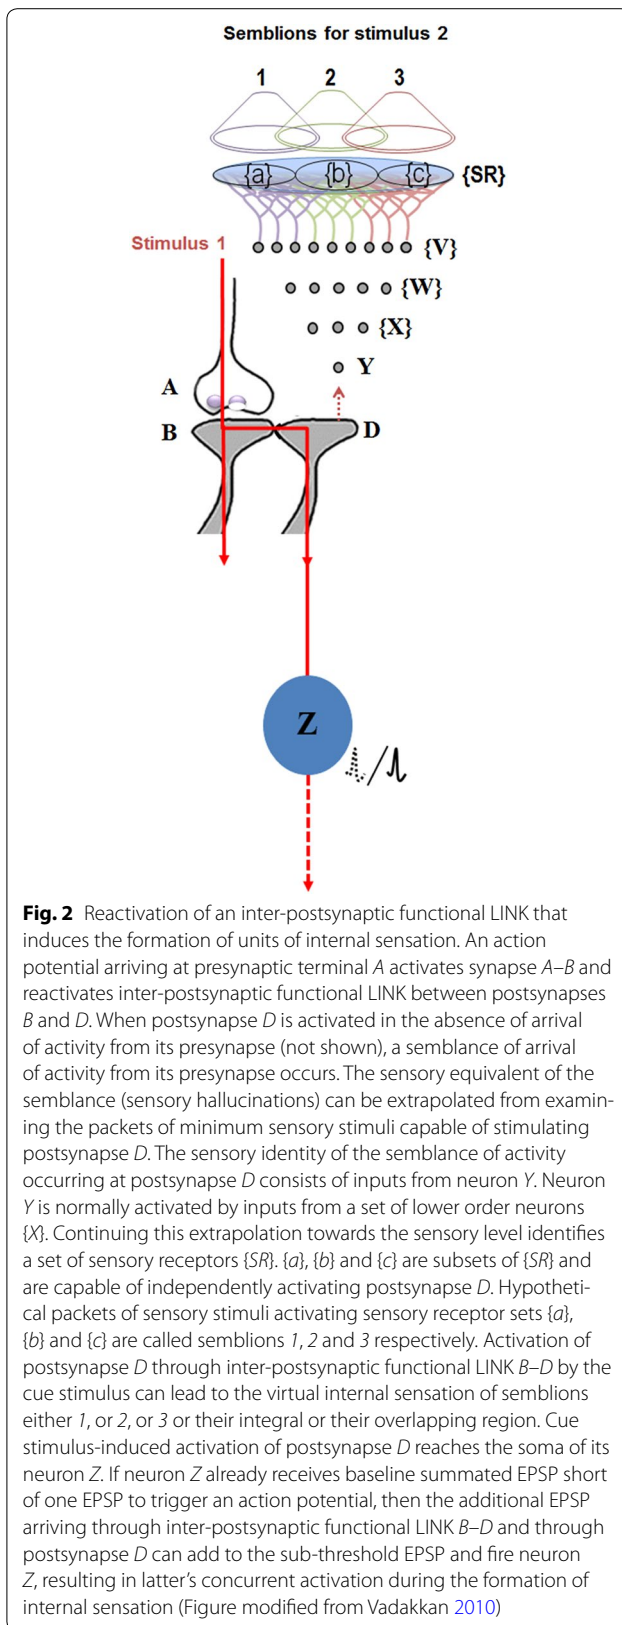 Semblions for stimulus 2
1 2 3
{a} {b} {c} {SR}
Stimulus 1 {V}
{W}
{X}
Y
A
B D
Z
Fig. 2 Reactivation of an inter-postsynaptic functional LINK that
induces the formation of units of internal sensation. An action
potential arriving at presynaptic terminal A activates synapse A–B and
reactivates inter-postsynaptic functional LINK between postsynapses
B and D. When postsynapse D is activated in the absence of arrival
of activity from its presynapse (not shown), a semblance of arrival
of activity from its presynapse occurs. The sensory equivalent of the
semblance (sensory hallucinations) can be extrapolated from examin-
ing the packets of minimum sensory stimuli capable of stimulating
postsynapse D. The sensory identity of the semblance of activity
occurring at postsynapse D consists of inputs from neuron Y. Neuron
Y is normally activated by inputs from a set of lower order neurons
{X}. Continuing this extrapolation towards the sensory level identifies
a set of sensory receptors {SR}. {a}, {b} and {c} are subsets of {SR} and
are capable of independently activating postsynapse D. Hypotheti-
cal packets of sensory stimuli activating sensory receptor sets {a},
{b} and {c} are called semblions 1, 2 and 3 respectively. Activation of
postsynapse D through inter-postsynaptic functional LINK B–D by the
cue stimulus can lead to the virtual internal sensation of semblions
either 1, or 2, or 3 or their integral or their overlapping region. Cue
stimulus-induced activation of postsynapse D reaches the soma of its
neuron Z. If neuron Z already receives baseline summated EPSP short
of one EPSP to trigger an action potential, then the additional EPSP
arriving through inter-postsynaptic functional LINK B–D and through
postsynapse D can add to the sub-threshold EPSP and fire neuron
Z, resulting in latter's concurrent activation during the formation of
internal sensation (Figure modified from Vadakkan 2010)